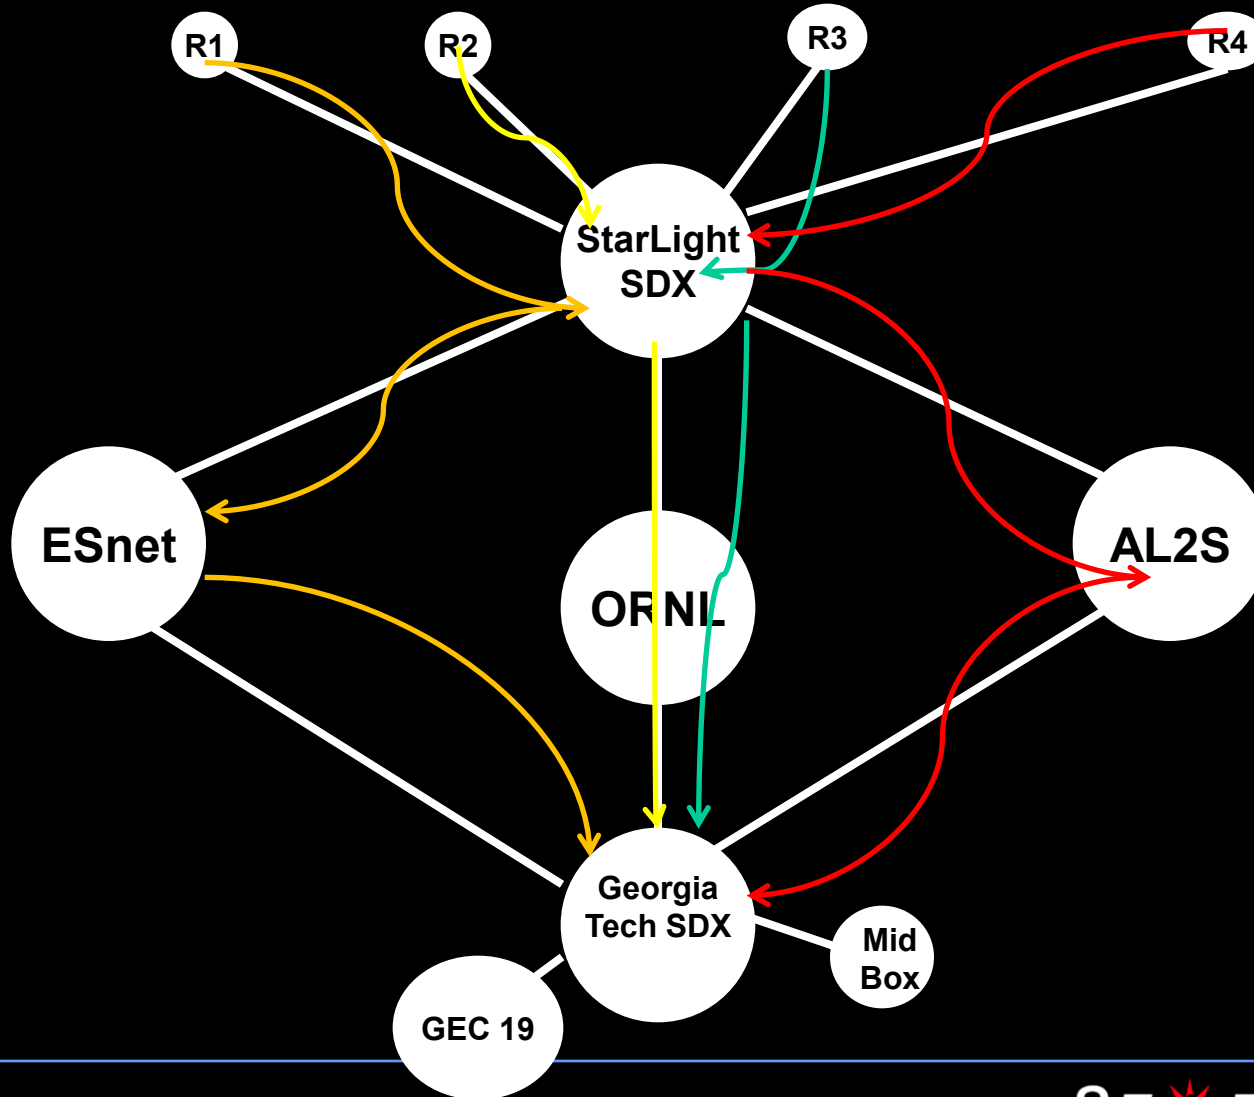 R1
R2
R3
R4
StarLight
SDX
ESnet
ORNL
AL2S
Georgia
Tech SDX
Mid
Box
GEC 19